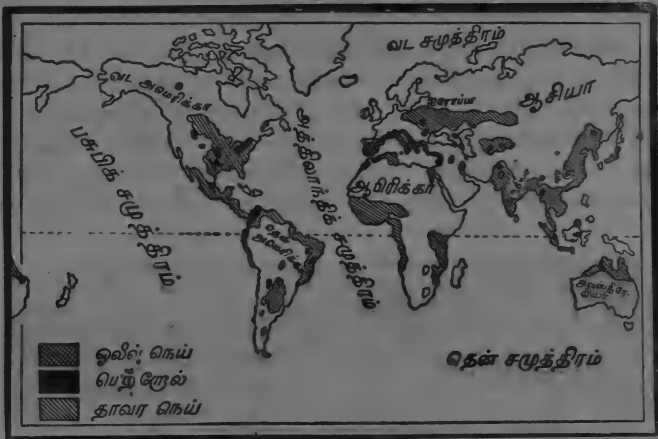 வட சமுத்திரம்
வட அமெரிக்கா
ஆசியா
ஐரோப்பா
பசுபிக் சமுத்திரம்
அத்திலாந்திக் சமுத்திரம்
ஆபிரிக்கா
தென்
அமெரிக்கா
அவுஸ்திரே-
லியா
தென் சமுத்திரம்
ஓலிவ் நெய்
பெற்றோல்
தாவர நெய்